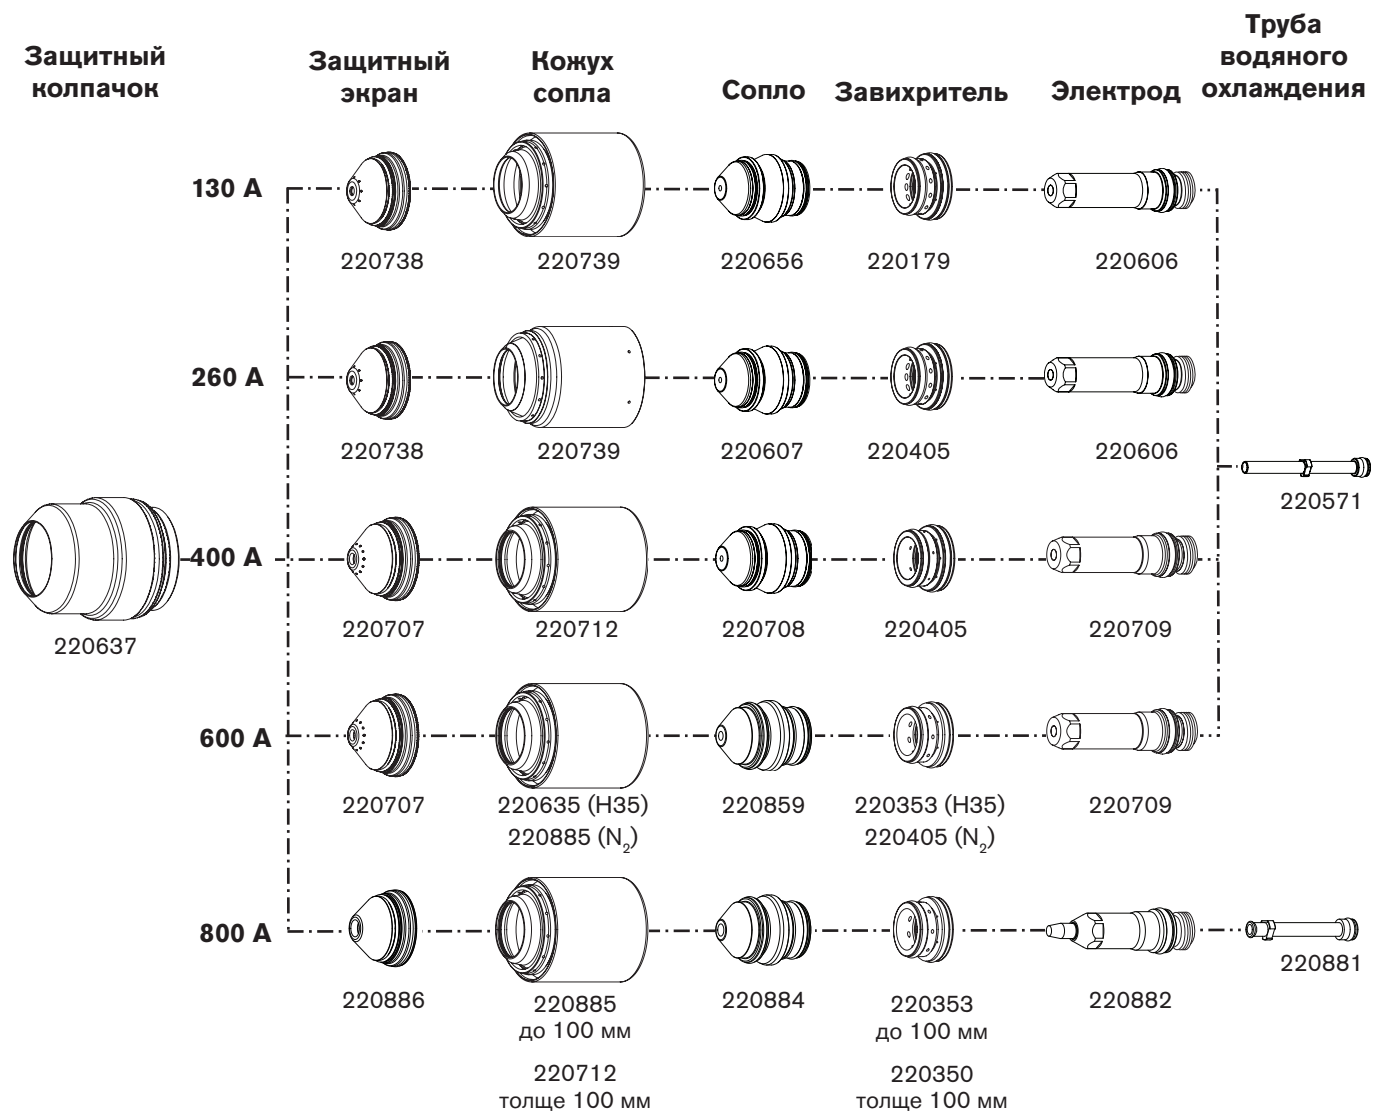 Защитный
колпачок
Защитный
экран
Кожух
сопла
Сопло
Завихритель
Электрод
Труба
водяного
охлаждения
130 А
220738
220739
220656
220179
220606
260 А
220738
220739
220607
220405
220606
220571
400 А
220637
220707
220712
220708
220405
220709
600 А
220707
220635 (H35)
220885 (N₂)
220859
220353 (H35)
220405 (N₂)
220709
800 А
220886
220885
до 100 мм
220712
толще 100 мм
220884
220353
до 100 мм
220350
толще 100 мм
220882
220881